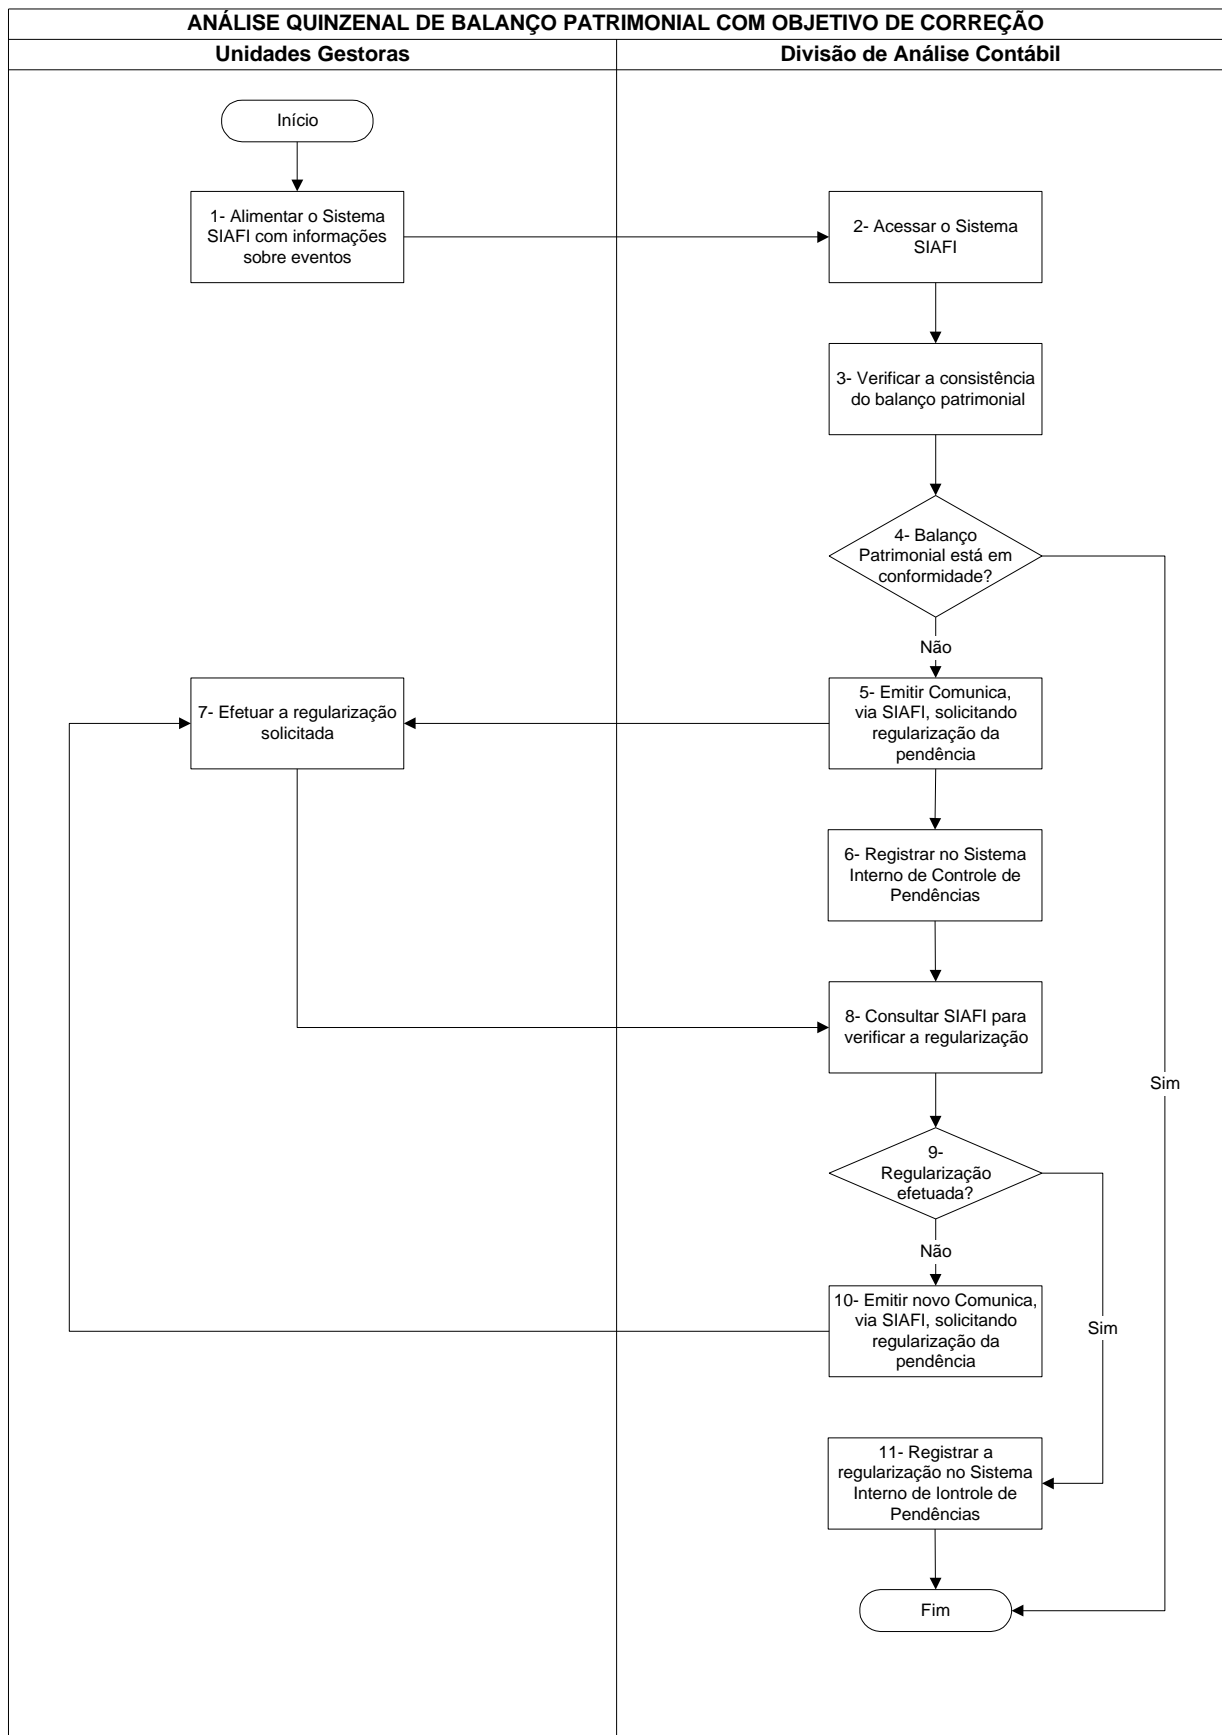 ANÁLISE QUINZENAL DE BALANÇO PATRIMONIAL COM OBJETIVO DE CORREÇÃO
Unidades Gestoras
Divisão de Análise Contábil
Início
1- Alimentar o Sistema
SIAFI com informações
sobre eventos
2- Acessar o Sistema
SIAFI
3- Verificar a consistência
do balanço patrimonial
4- Balanço
Patrimonial está em
conformidade?
Não
5- Emitir Comunica,
via SIAFI, solicitando
regularização da
pendência
7- Efetuar a regularização
solicitada
6- Registrar no Sistema
Interno de Controle de
Pendências
8- Consultar SIAFI para
verificar a regularização
Sim
9-
Regularização
efetuada?
Não
10- Emitir novo Comunica,
via SIAFI, solicitando
regularização da
pendência
Sim
11- Registrar a
regularização no Sistema
Interno de Iontrole de
Pendências
Fim